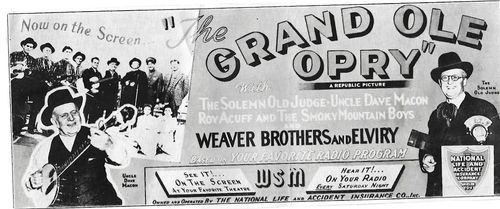 Now on the Screen...
"The
GRAND OLE
OPRY"
A REPUBLIC PICTURE
With
THE SOLEMN OLD JUDGE-UNCLE DAVE MACON
ROY ACUFF AND THE SMOKY MOUNTAIN BOYS
AND
WEAVER BROTHERS AND ELVIRY
YOUR FAVORITE RADIO PROGRAM
UNCLE
DAVE
MACON
THE
SOLEMN
OLD JUDGE
SEE IT!...
ON THE SCREEN
AT YOUR FAVORITE THEATRE
WSM
HEAR IT!...
ON YOUR RADIO
EVERY SATURDAY NIGHT
NATIONAL
LIFE AND
ACCIDENT
INSURANCE
COMPANY
OWNED AND OPERATED BY THE NATIONAL LIFE AND ACCIDENT INSURANCE CO., INC.